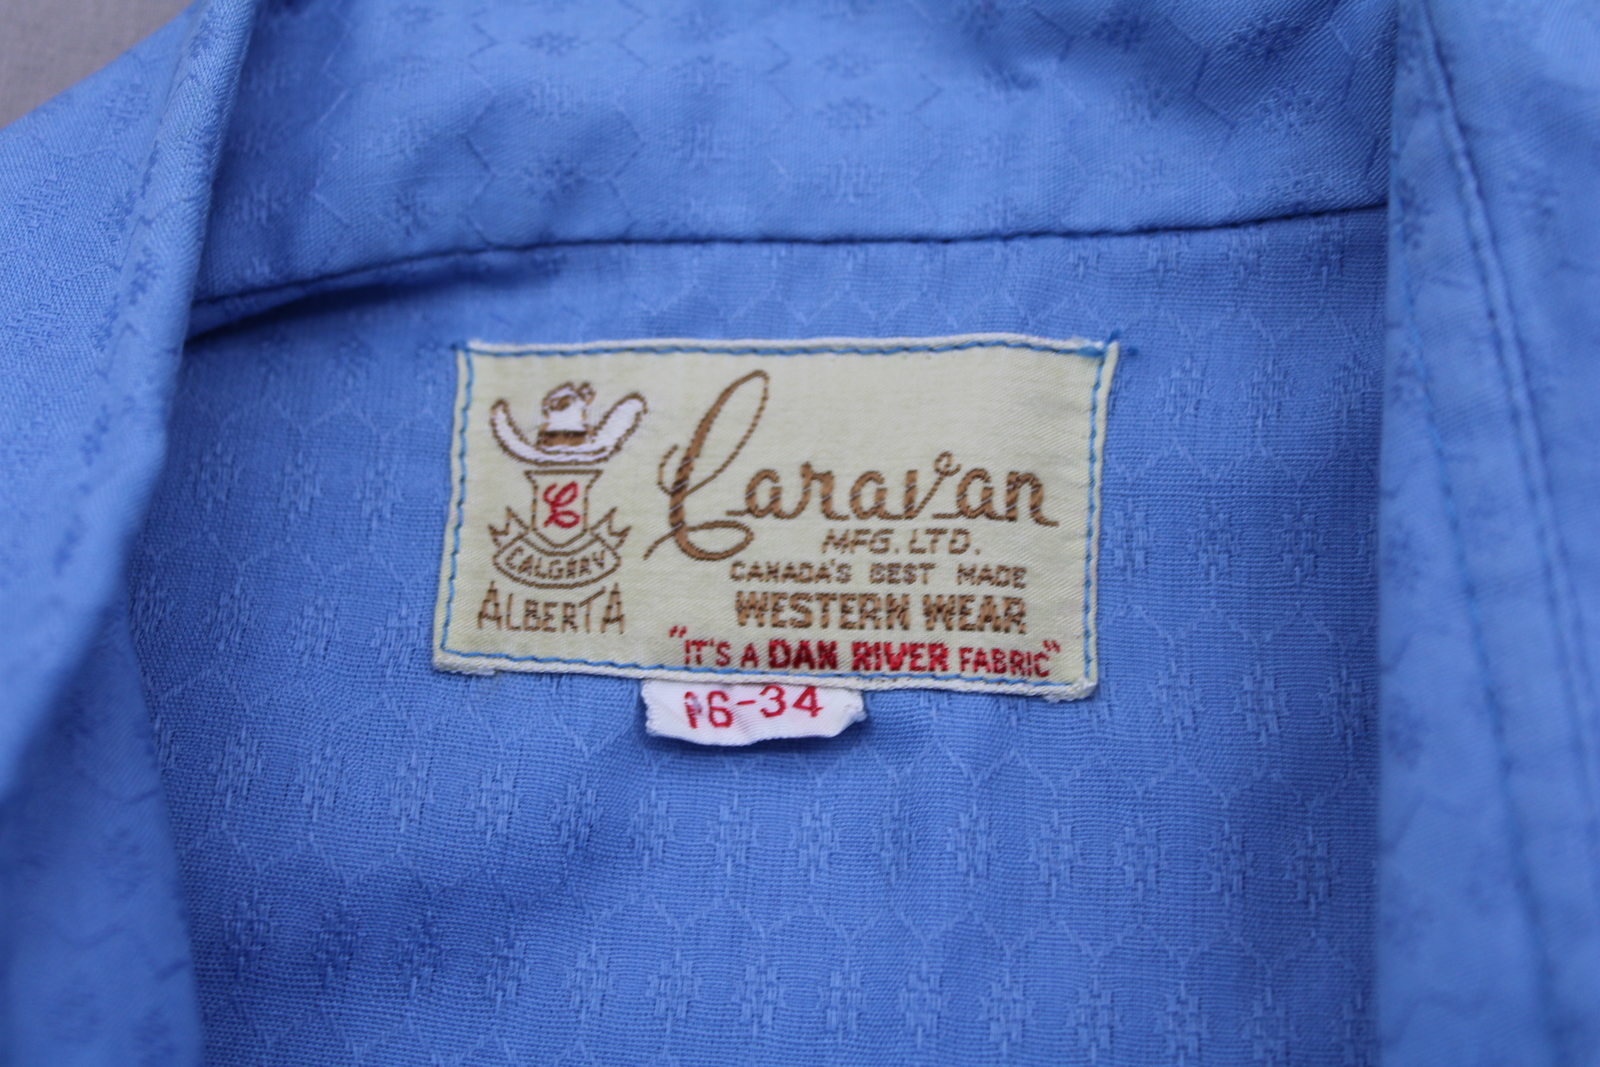 C
CALGARY
ALBERTA
Caravan
MFG. LTD.
CANADA'S BEST MADE
WESTERN WEAR
"IT'S A DAN RIVER FABRIC"
16-34